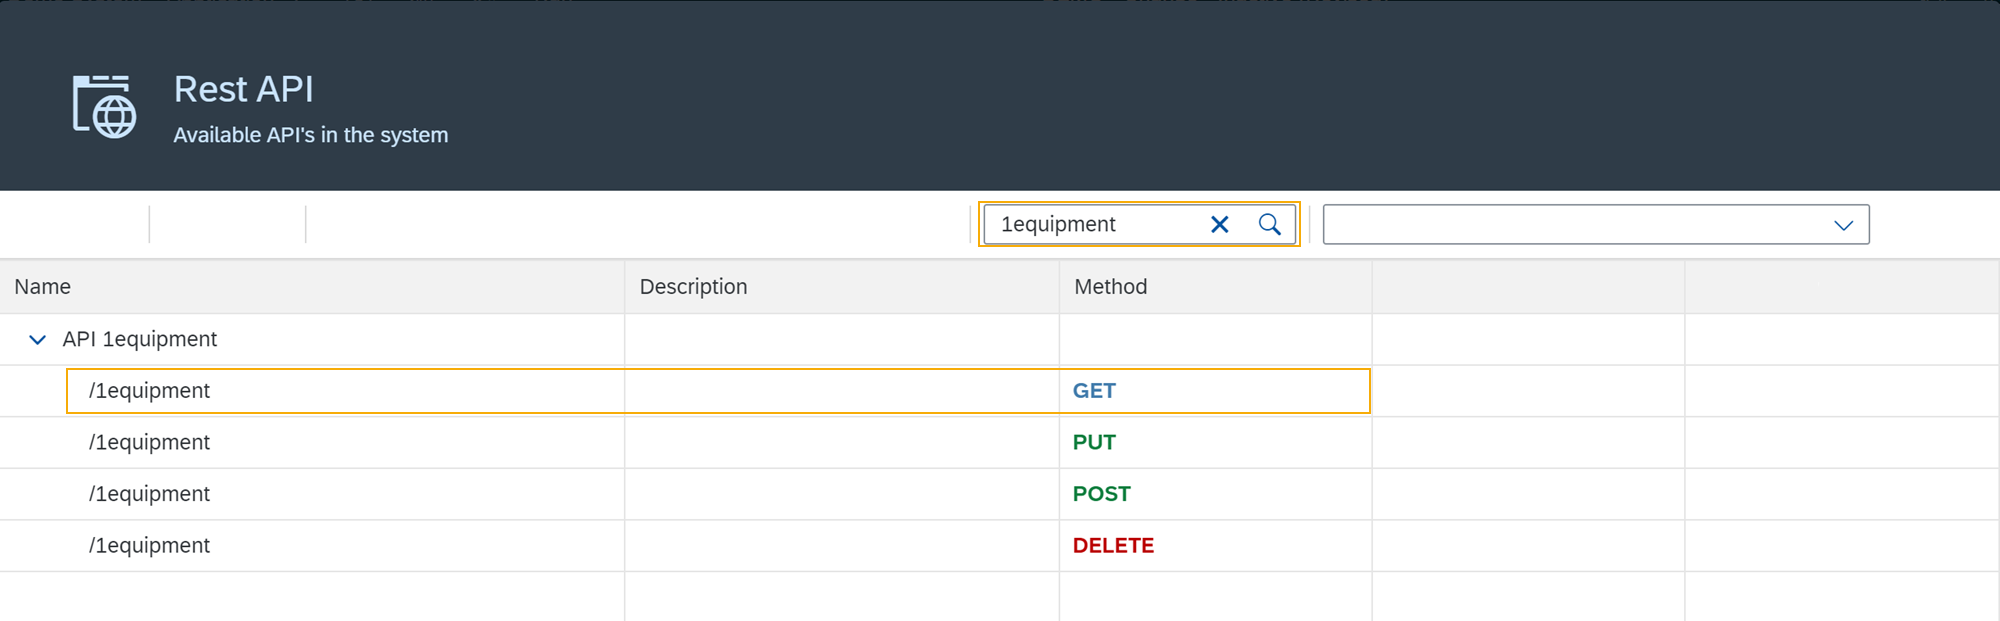 Rest API
Available API's in the system
1equipment
Name Description Method
API 1equipment
/1equipment GET
/1equipment PUT
/1equipment POST
/1equipment DELETE